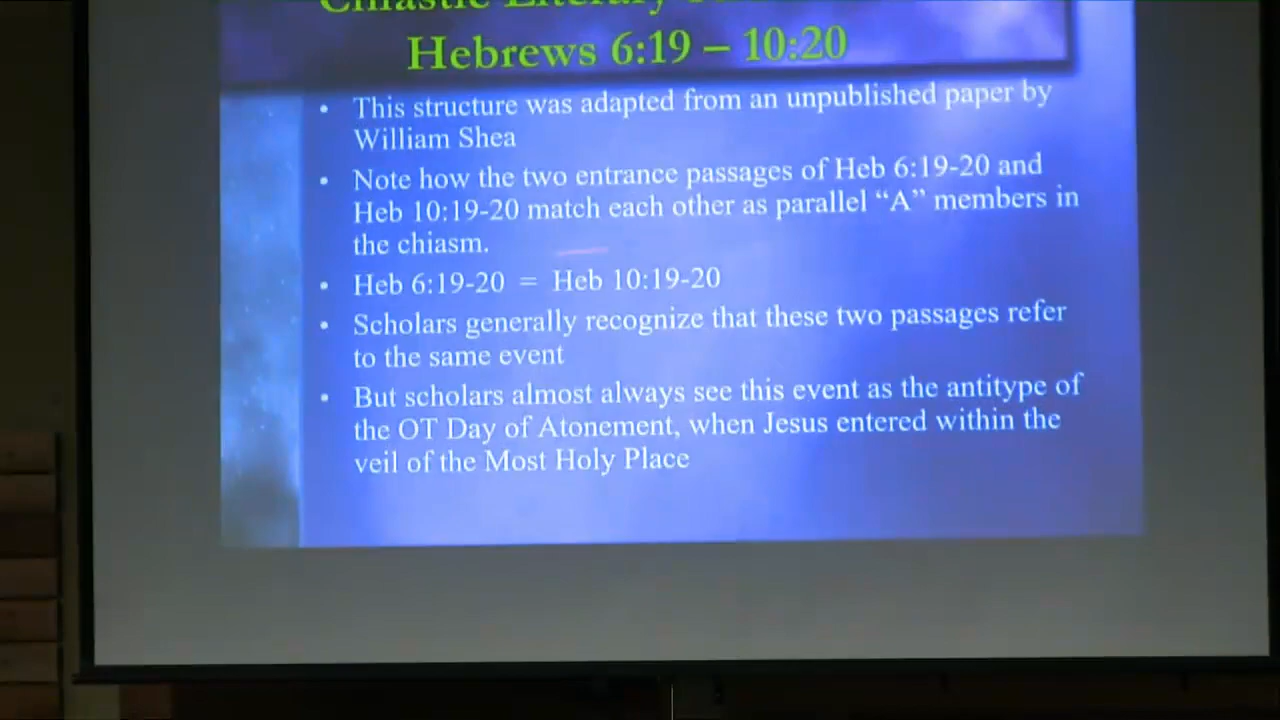 Chiastic Literary
Hebrews 6:19 – 10:20
• This structure was adapted from an unpublished paper by
William Shea
• Note how the two entrance passages of Heb 6:19-20 and
Heb 10:19-20 match each other as parallel “A” members in
the chiasm.
• Heb 6:19-20 = Heb 10:19-20
• Scholars generally recognize that these two passages refer
to the same event
• But scholars almost always see this event as the antitype of
the OT Day of Atonement, when Jesus entered within the
veil of the Most Holy Place